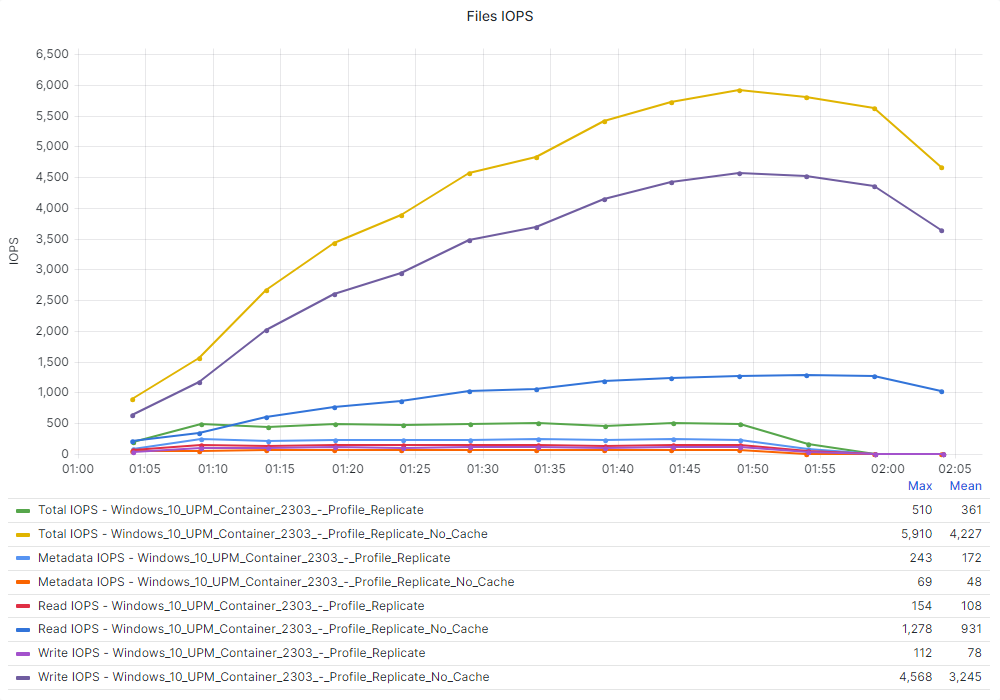 Files IOPS
6,500
6,000
5,500
5,000
4,500
4,000
3,500
3,000
2,500
2,000
1,500
1,000
500
0
IOPS
01:00 01:05 01:10 01:15 01:20 01:25 01:30 01:35 01:40 01:45 01:50 01:55 02:00 02:05
Max Mean
Total IOPS - Windows_10_UPM_Container_2303_-_Profile_Replicate 510 361
Total IOPS - Windows_10_UPM_Container_2303_-_Profile_Replicate_No_Cache 5,910 4,227
Metadata IOPS - Windows_10_UPM_Container_2303_-_Profile_Replicate 243 172
Metadata IOPS - Windows_10_UPM_Container_2303_-_Profile_Replicate_No_Cache 69 48
Read IOPS - Windows_10_UPM_Container_2303_-_Profile_Replicate 154 108
Read IOPS - Windows_10_UPM_Container_2303_-_Profile_Replicate_No_Cache 1,278 931
Write IOPS - Windows_10_UPM_Container_2303_-_Profile_Replicate 112 78
Write IOPS - Windows_10_UPM_Container_2303_-_Profile_Replicate_No_Cache 4,568 3,245